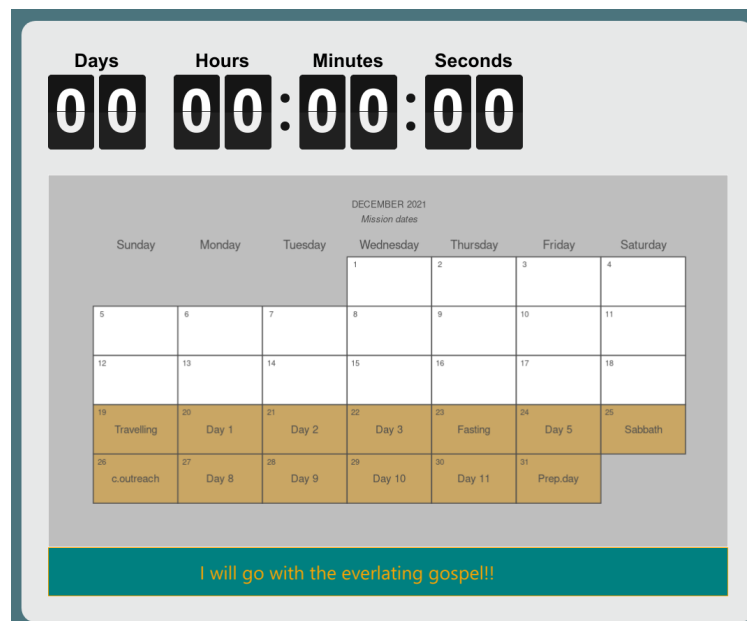 Days Hours Minutes Seconds
00 00:00:00
DECEMBER 2021
Mission dates
Sunday Monday Tuesday Wednesday Thursday Friday Saturday
1 2 3 4
5 6 7 8 9 10 11
12 13 14 15 16 17 18
19 20 21 22 23 24 25
Travelling Day 1 Day 2 Day 3 Fasting Day 5 Sabbath
26 27 28 29 30 31
c.outreach Day 8 Day 9 Day 10 Day 11 Prep.day
I will go with the everlating gospel!!